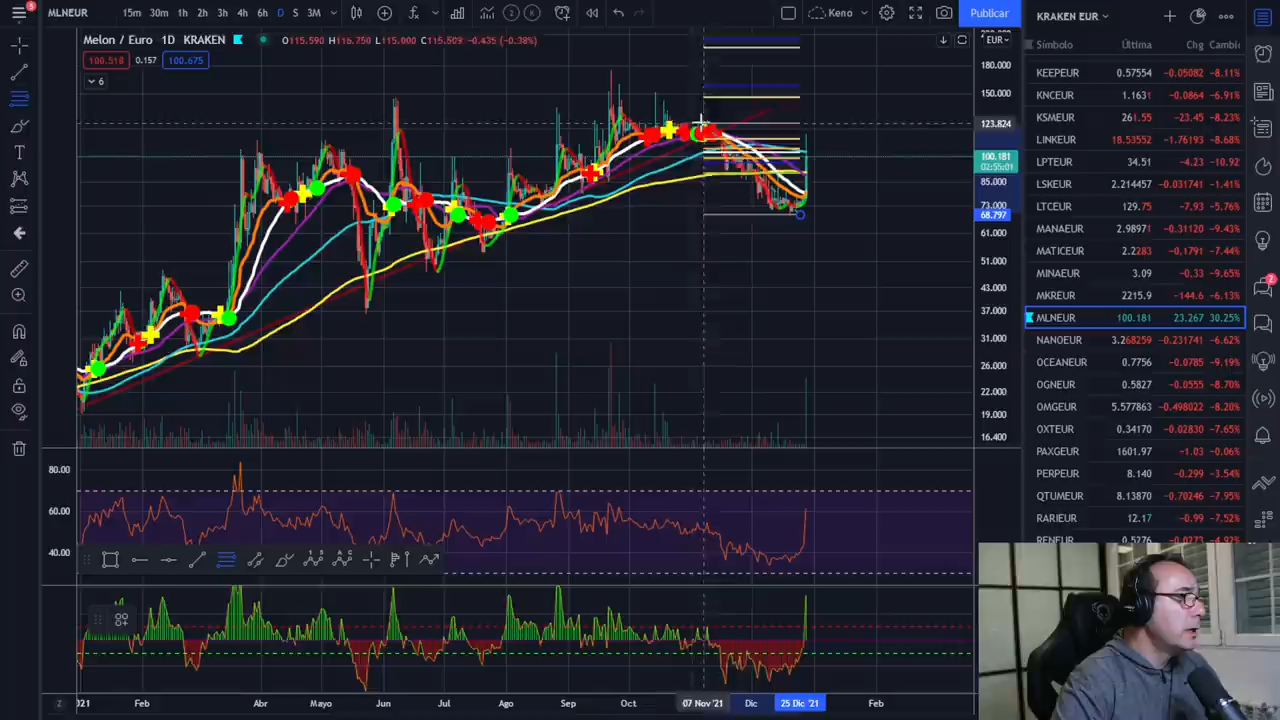 3
MLNEUR 15m 30m 1h 2h 3h 4h 6h D S 3M 2 K Keno Publicar
KRAKEN EUR
Melon / Euro 1D KRAKEN O115.590 H116.750 L115.000 C115.509 -0.435 (-0.38%)
EUR
100.518 0.157 100.675
6
Símbolo Última Chg Cambio
180.000
150.000
123.824
100.181
02:55:01
85.000
73.000
68.797
61.000
51.000
43.000
37.000
31.000
26.000
22.000
19.000
16.400
80.00
60.00
40.00
KEEPEUR 0.57554 -0.05082 -8.11%
KNCEUR 1.1631 -0.0864 -6.91%
KSMEUR 261.55 -23.45 -8.23%
LINKEUR 18.53552 -1.76193 -8.68%
LPTEUR 34.51 -4.23 -10.92
LSKEUR 2.214457 -0.031741 -1.41%
LTCEUR 129.75 -7.93 -5.76%
MANAEUR 2.98971 -0.31120 -9.43%
MATICEUR 2.2283 -0.1791 -7.44%
MINAEUR 3.09 -0.33 -9.65%
MKREUR 2215.9 -144.6 -6.13%
MLNEUR 100.181 23.267 30.25%
NANOEUR 3.268259 -0.231741 -6.62%
OCEANEUR 0.7756 -0.0785 -9.19%
OGNEUR 0.5827 -0.0555 -8.70%
OMGEUR 5.577863 -0.498022 -8.20%
OXTEUR 0.34170 -0.02830 -7.65%
PAXGEUR 1601.97 -1.03 -0.06%
PERPEUR 8.140 -0.299 -3.54%
QTUMEUR 8.13870 -0.70246 -7.95%
RARIEUR 12.17 -0.99 -7.52%
RENEUR 0.5276 -0.0273 -4.92%
2
Z 2021 Feb Abr Mayo Jun Jul Ago Sep Oct 07 Nov '21 Dic 25 Dic '21 Feb